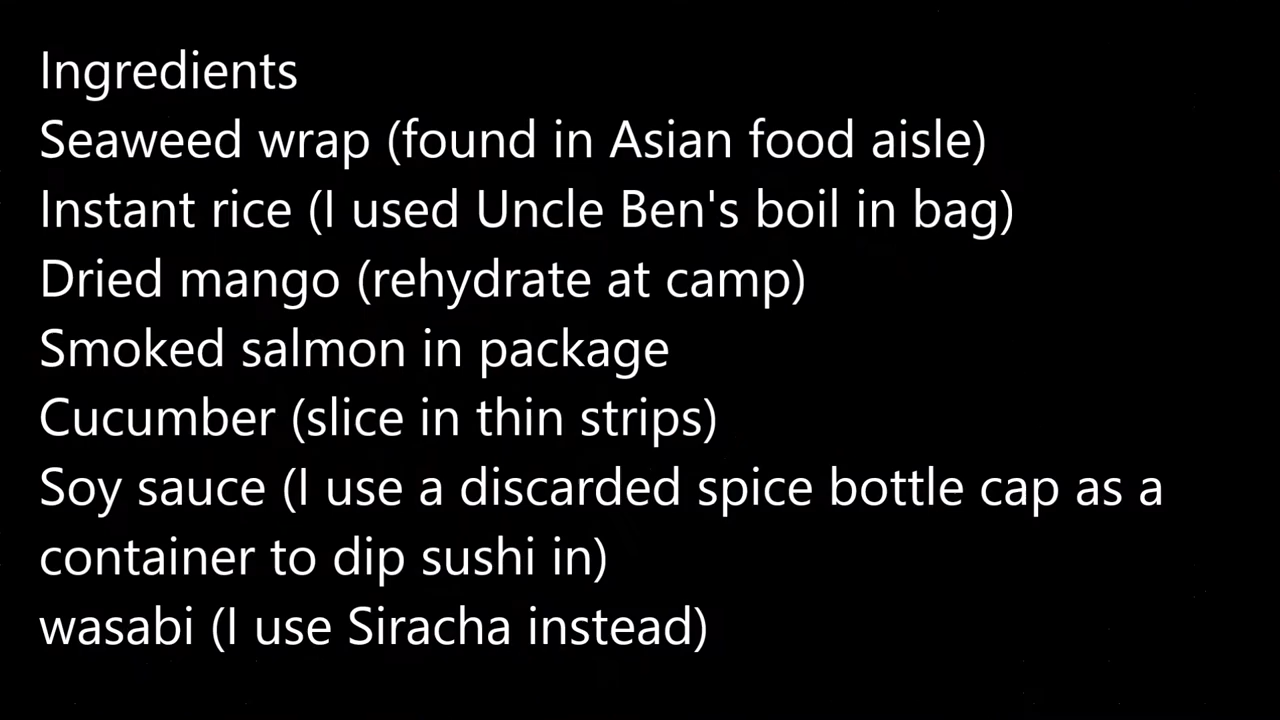 Ingredients
Seaweed wrap (found in Asian food aisle)
Instant rice (I used Uncle Ben's boil in bag)
Dried mango (rehydrate at camp)
Smoked salmon in package
Cucumber (slice in thin strips)
Soy sauce (I use a discarded spice bottle cap as a
container to dip sushi in)
wasabi (I use Siracha instead)